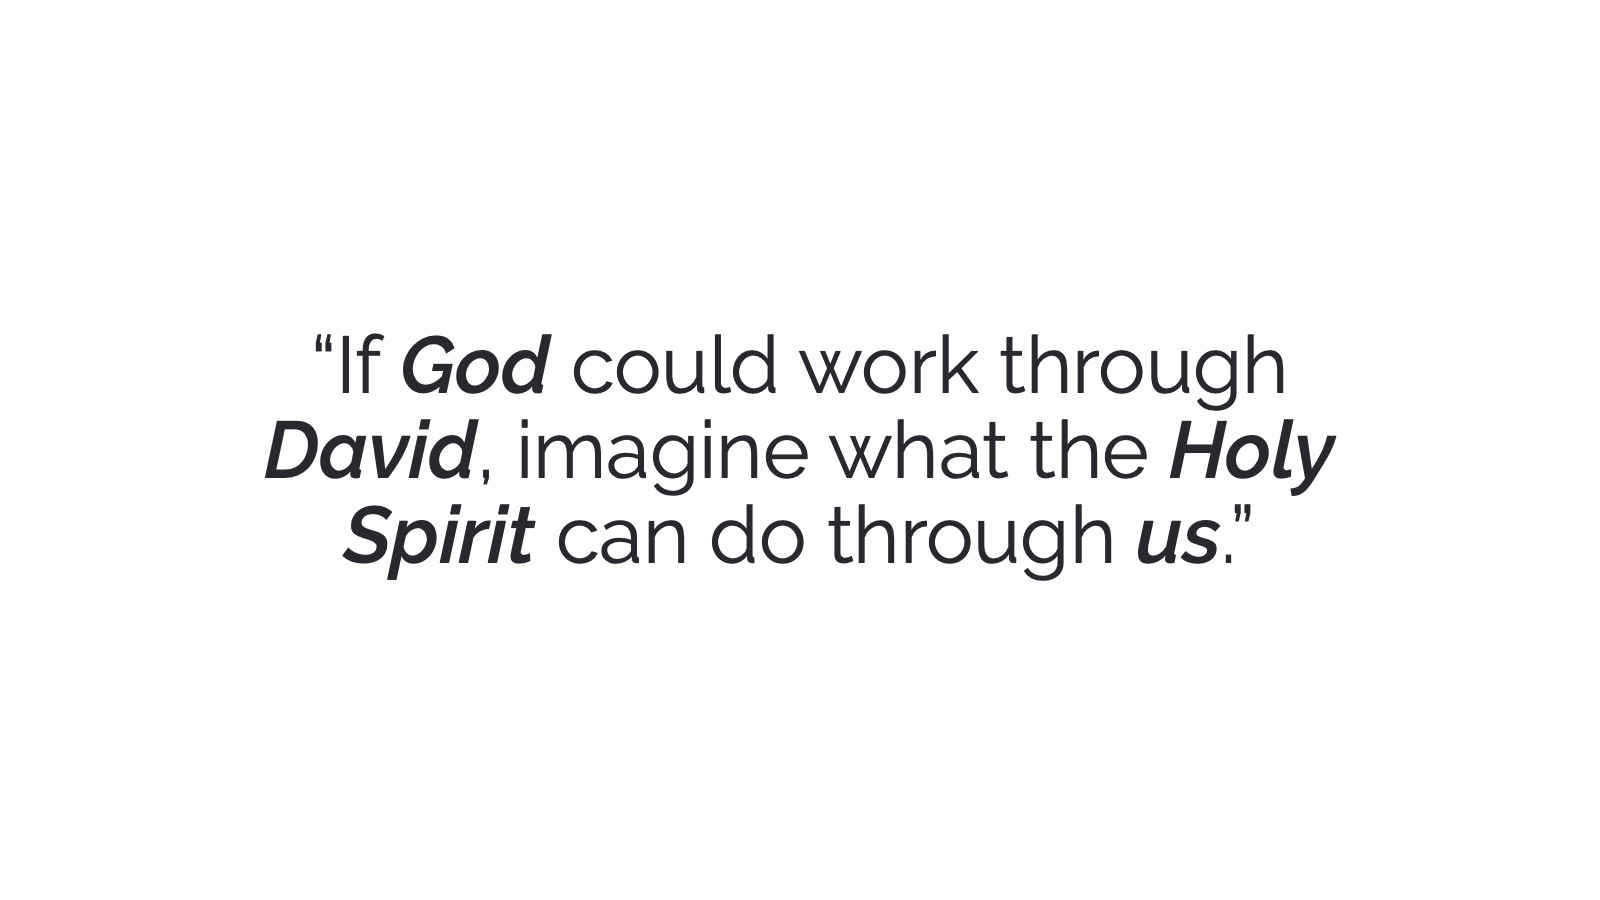 “If God could work through
David, imagine what the Holy
Spirit can do through us.”